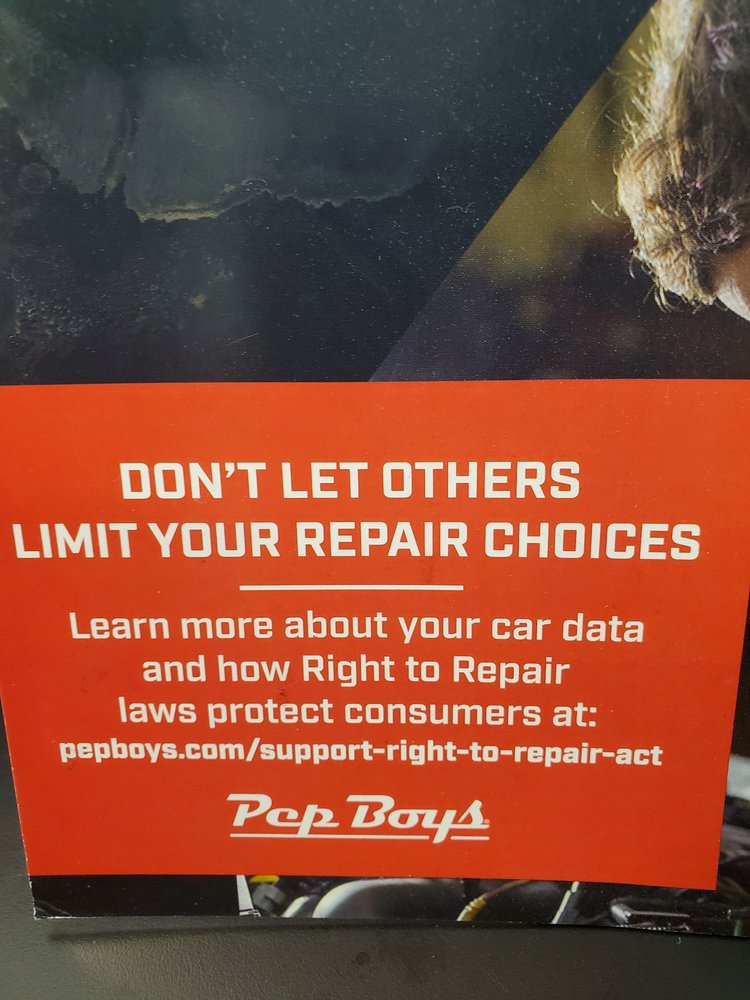 DON'T LET OTHERS
LIMIT YOUR REPAIR CHOICES
Learn more about your car data
and how Right to Repair
laws protect consumers at:
pepboys.com/support-right-to-repair-act
Pep Boys